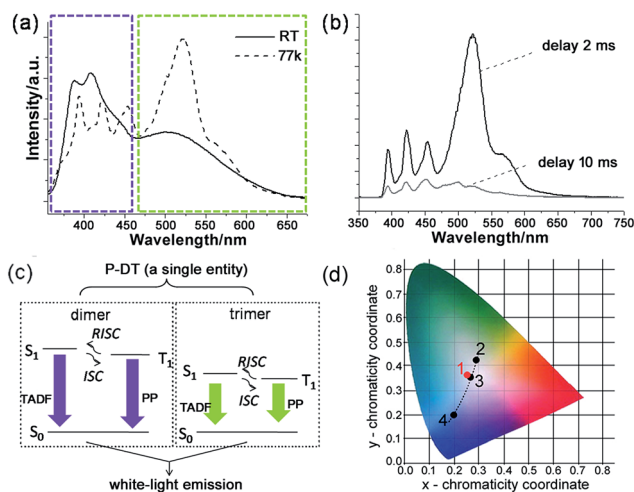 (a)
RT
77k
Intensity/a.u.
400 450 500 550 600 650
Wavelength/nm
(b)
delay 2 ms
delay 10 ms
350 400 450 500 550 600 650 700 750
Wavelength/nm
(c)
P-DT (a single entity)
dimer
trimer
S1
RISC
ISC
T1
TADF
PP
S0
S1
RISC
ISC
T1
TADF
PP
S0
white-light emission
(d)
y - chromaticity coordinate
0.8
0.7
0.6
0.5
0.4
0.3
0.2
0.1
0.0
1
2
3
4
0.0 0.1 0.2 0.3 0.4 0.5 0.6 0.7 0.8
x - chromaticity coordinate